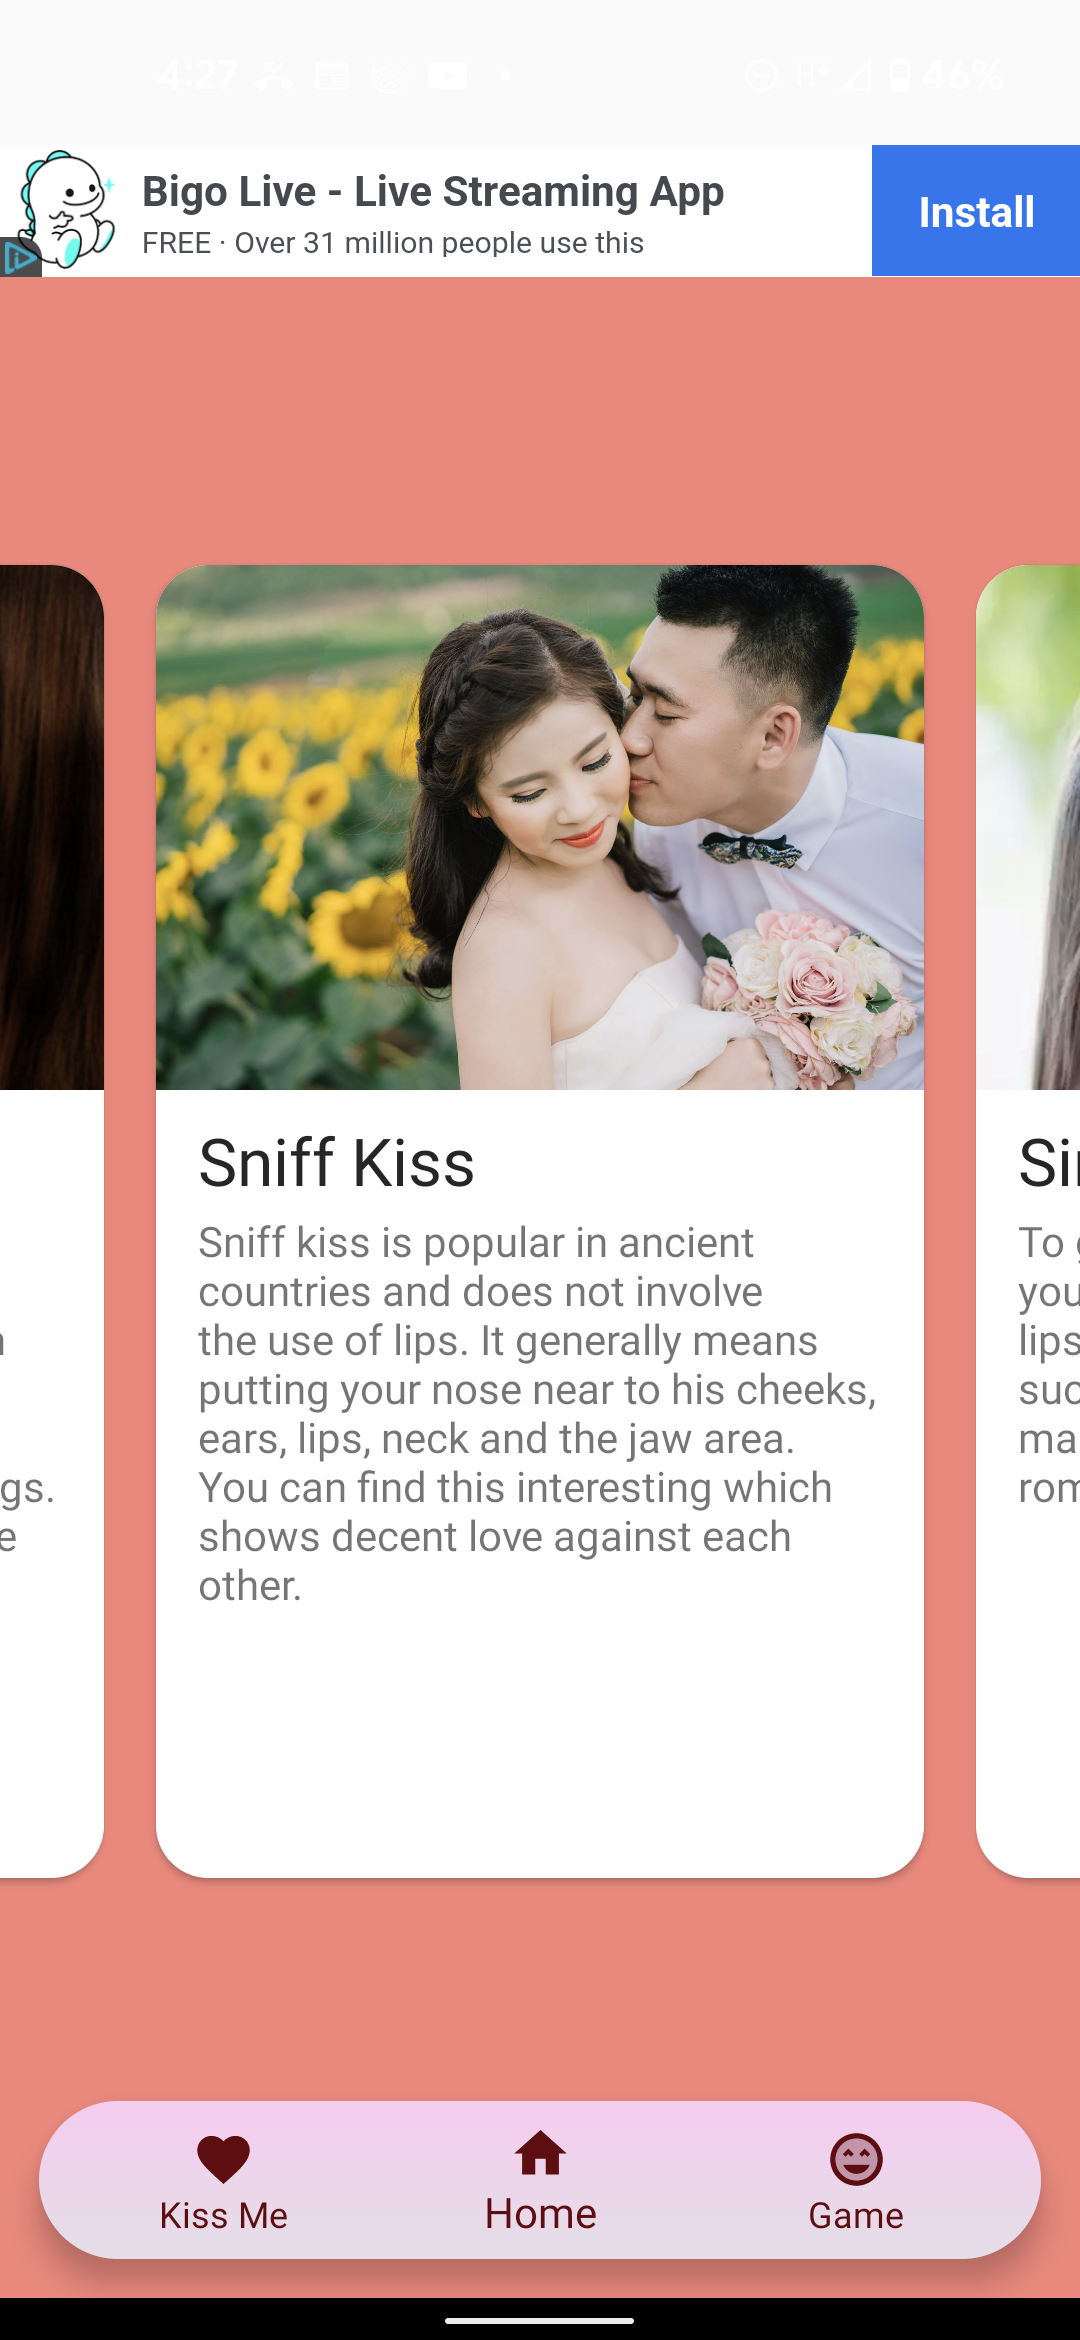 4:27
H+
46%
Bigo Live - Live Streaming App
FREE · Over 31 million people use this
Install
gs.
Sniff Kiss
Sniff kiss is popular in ancient
countries and does not involve
the use of lips. It generally means
putting your nose near to his cheeks,
ears, lips, neck and the jaw area.
You can find this interesting which
shows decent love against each
other.
To
you
lips
suc
ma
rom
Kiss Me
Home
Game